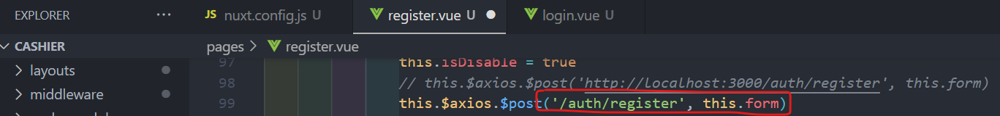 EXPLORER ··· JS nuxt.config.js U register.vue ● login.vue U
CASHIER pages > register.vue
97 this.isDisable = true
layouts
98 // this.$axios.$post('http://localhost:3000/auth/register', this.form)
middleware
99 this.$axios.$post('/auth/register', this.form)